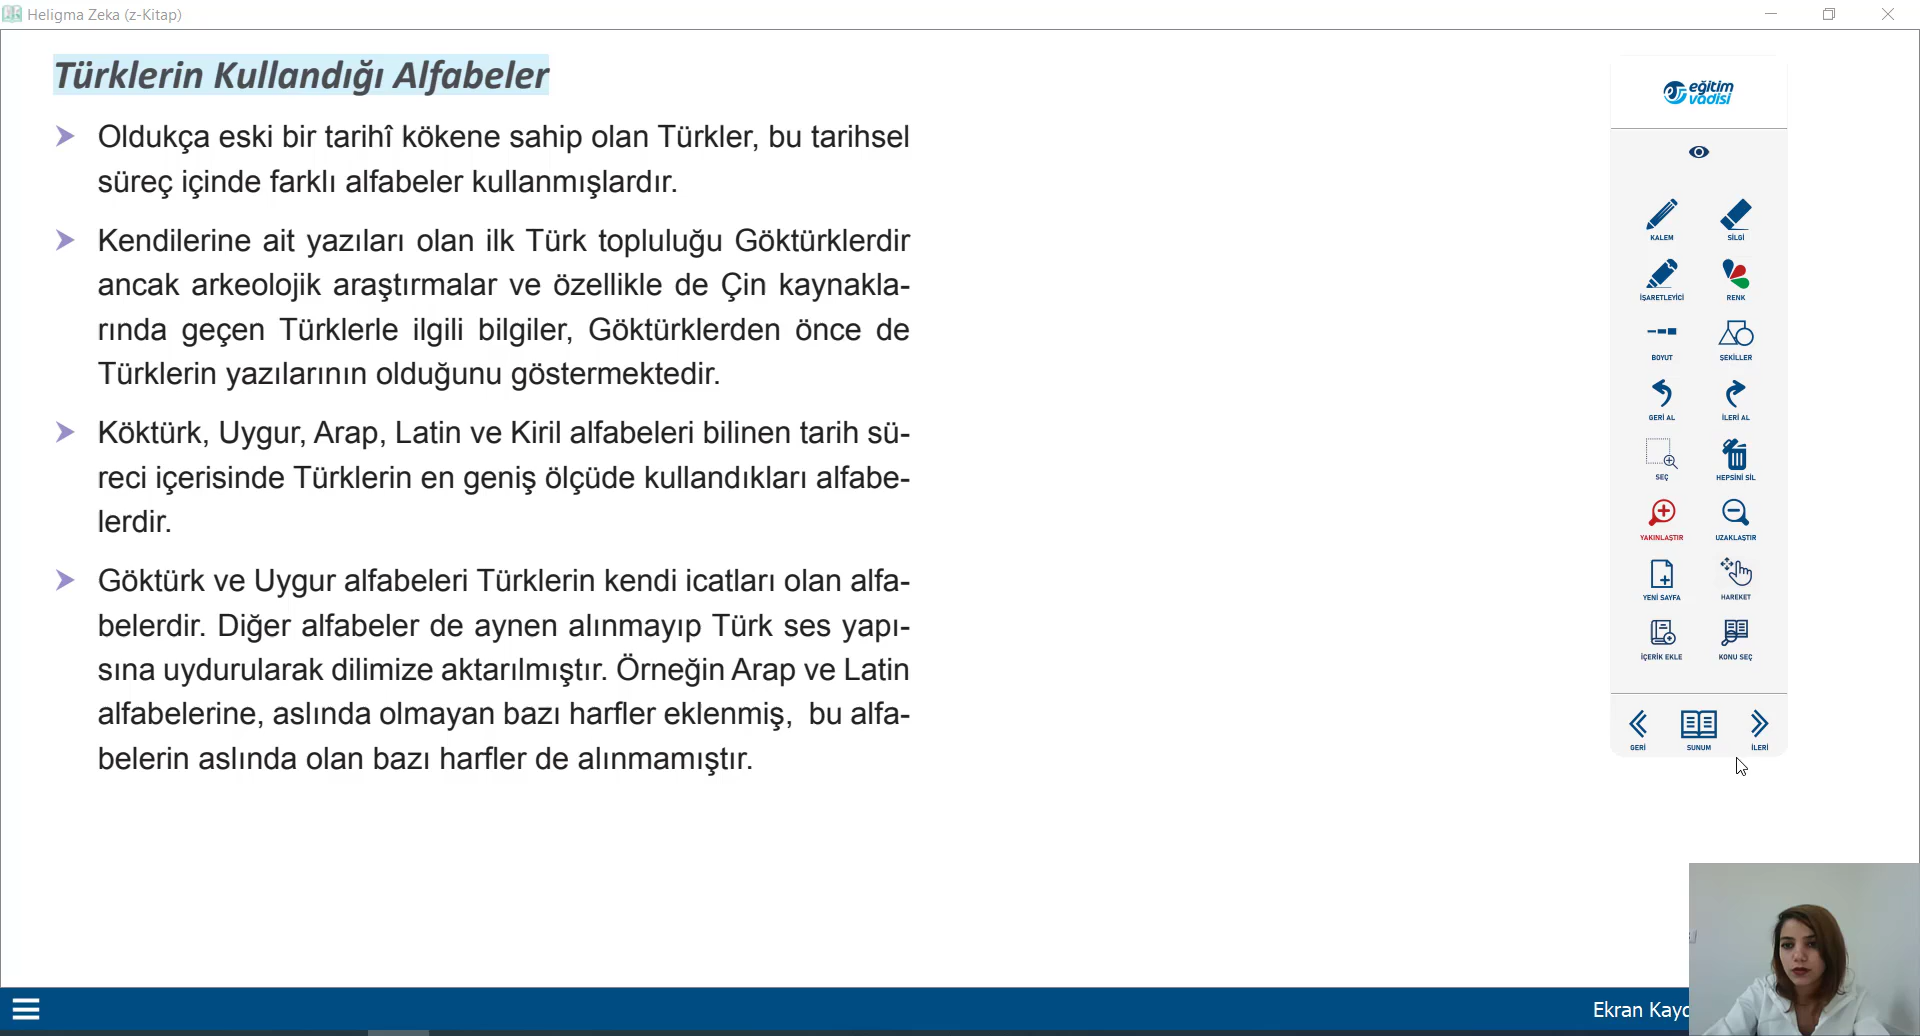 Heligma Zeka (z-Kitap)
Türklerin Kullandığı Alfabeler
Oldukça eski bir tarihî kökene sahip olan Türkler, bu tarihsel
süreç içinde farklı alfabeler kullanmışlardır.
Kendilerine ait yazıları olan ilk Türk topluluğu Göktürklerdir
ancak arkeolojik araştırmalar ve özellikle de Çin kaynakla-
rında geçen Türklerle ilgili bilgiler, Göktürklerden önce de
Türklerin yazılarının olduğunu göstermektedir.
Köktürk, Uygur, Arap, Latin ve Kiril alfabeleri bilinen tarih sü-
reci içerisinde Türklerin en geniş ölçüde kullandıkları alfabe-
lerdir.
Göktürk ve Uygur alfabeleri Türklerin kendi icatları olan alfa-
belerdir. Diğer alfabeler de aynen alınmayıp Türk ses yapı-
sına uydurularak dilimize aktarılmıştır. Örneğin Arap ve Latin
alfabelerine, aslında olmayan bazı harfler eklenmiş, bu alfa-
belerin aslında olan bazı harfler de alınmamıştır.
eğitim
vadisi
KALEM SİLGİ
İŞARETLEYİCİ RENK
BOYUT ŞEKİLLER
GERİ AL İLERİ AL
SEÇ HEPSİNİ SİL
YAKINLAŞTIR UZAKLAŞTIR
YENİ SAYFA HAREKET
İÇERİK EKLE KONU SEÇ
GERİ SUNUM İLERİ
Ekran